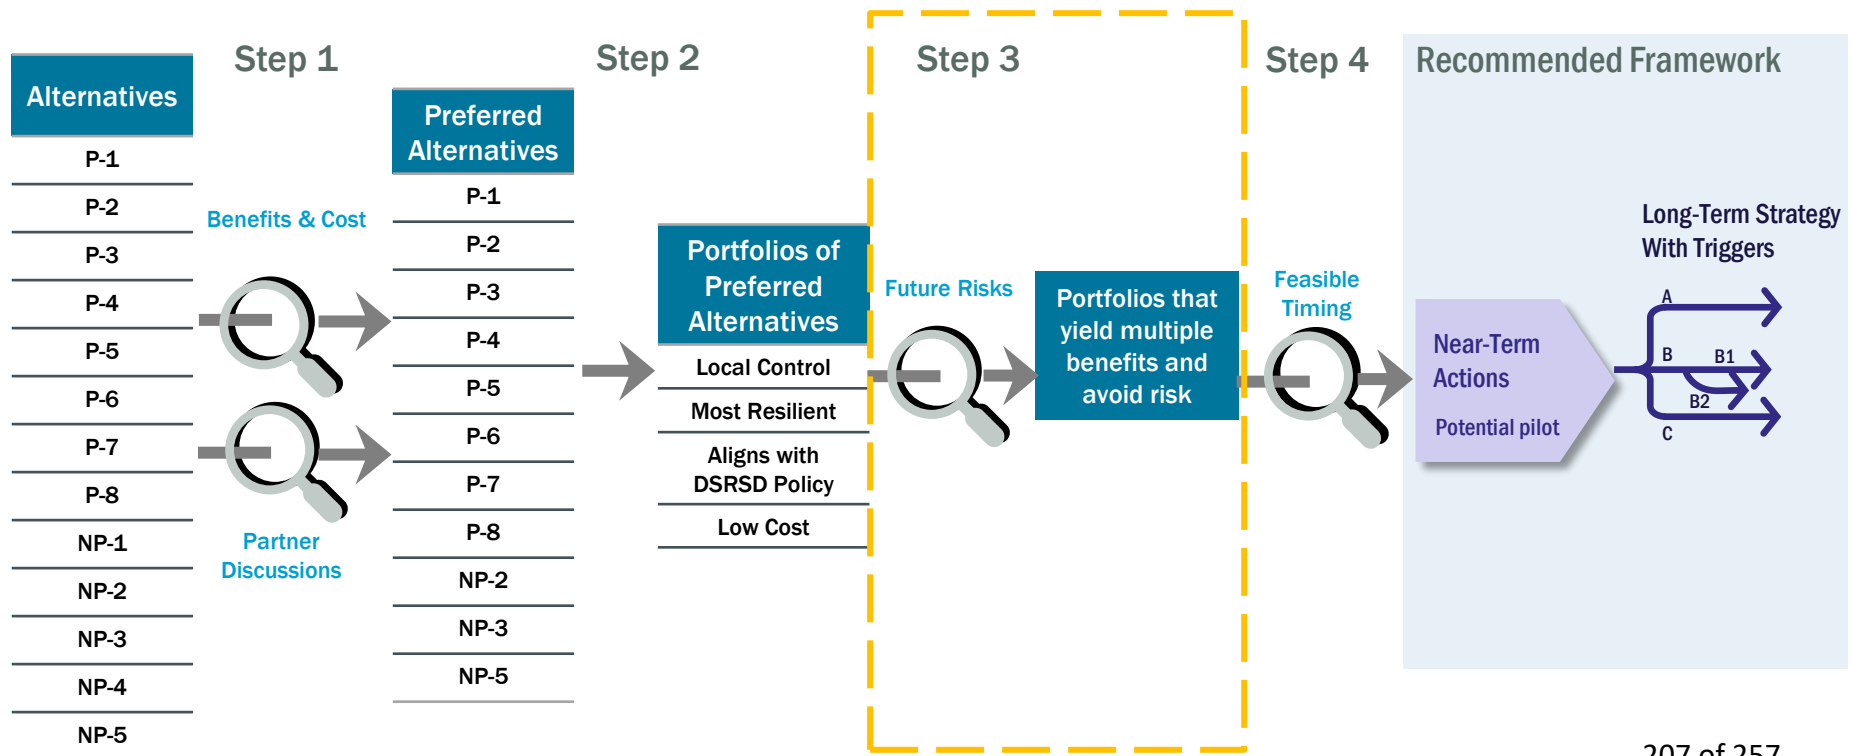 Step 1
Step 2
Step 3
Step 4
Recommended Framework
Alternatives
P-1
P-2
P-3
P-4
P-5
P-6
P-7
P-8
NP-1
NP-2
NP-3
NP-4
NP-5
Benefits & Cost
Partner
Discussions
Preferred
Alternatives
P-1
P-2
P-3
P-4
P-5
P-6
P-7
P-8
NP-2
NP-3
NP-5
Portfolios of
Preferred
Alternatives
Local Control
Most Resilient
Aligns with
DSRSD Policy
Low Cost
Future Risks
Portfolios that
yield multiple
benefits and
avoid risk
Feasible
Timing
Near-Term
Actions
Potential pilot
Long-Term Strategy
With Triggers
A
B
B1
B2
C
207 of 257